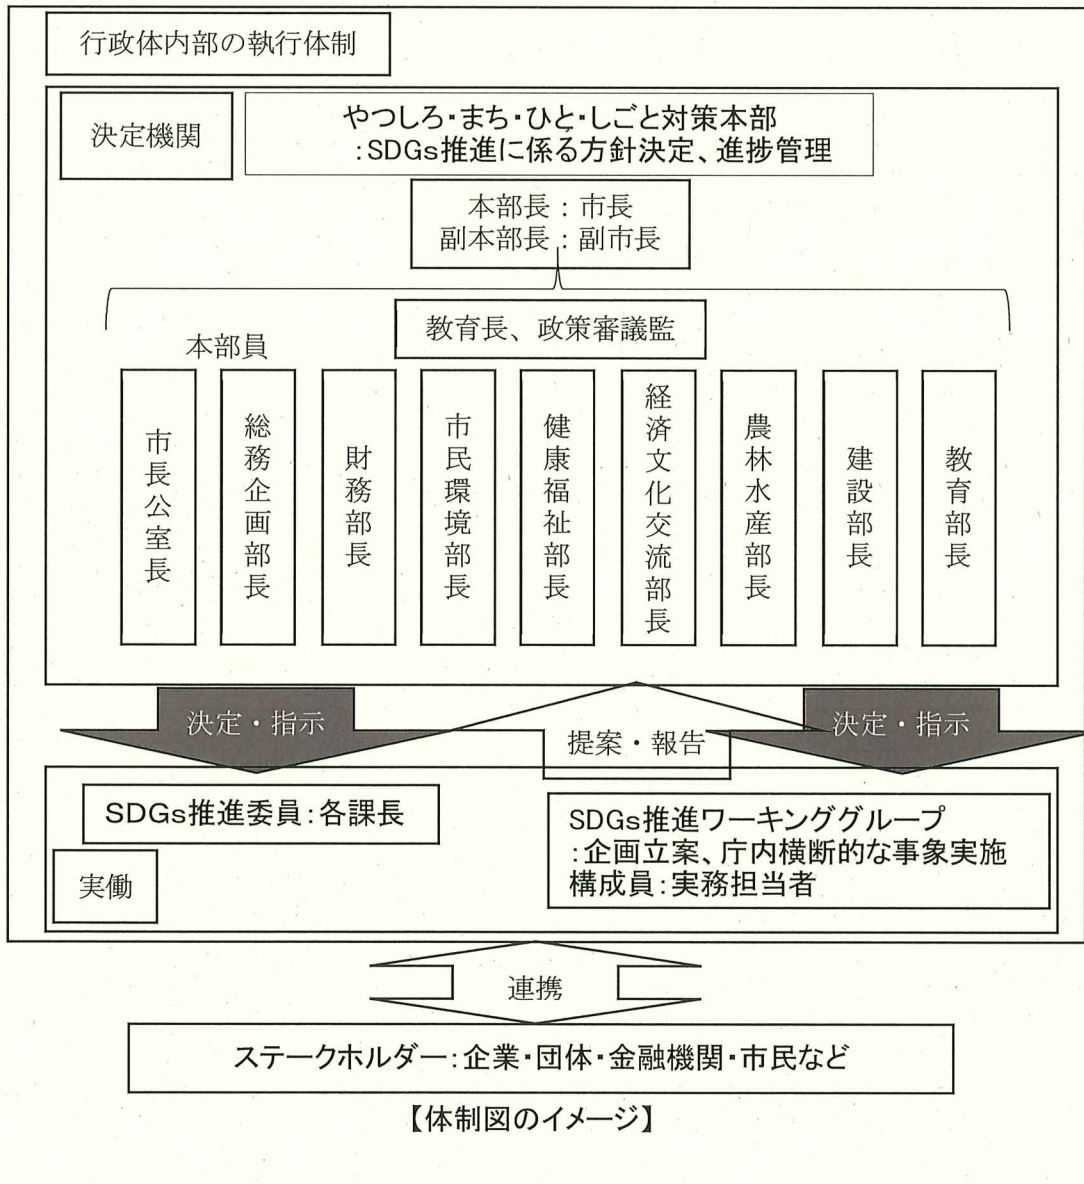 行政体内部の執行体制
決定機関
やつしろ・まち・ひと・しごと対策本部
:SDGs推進に係る方針決定、進捗管理
本部長:市長
副本部長:副市長
教育長、政策審議監
本部員
市長公室長
総務企画部長
財務部長
市民環境部長
健康福祉部長
経済文化交流部長
農林水産部長
建設部長
教育部長
決定・指示
提案・報告
決定・指示
SDGs推進委員:各課長
SDGs推進ワーキンググループ
:企画立案、庁内横断的な事象実施
構成員:実務担当者
実働
連携
ステークホルダー:企業・団体・金融機関・市民など
【体制図のイメージ】